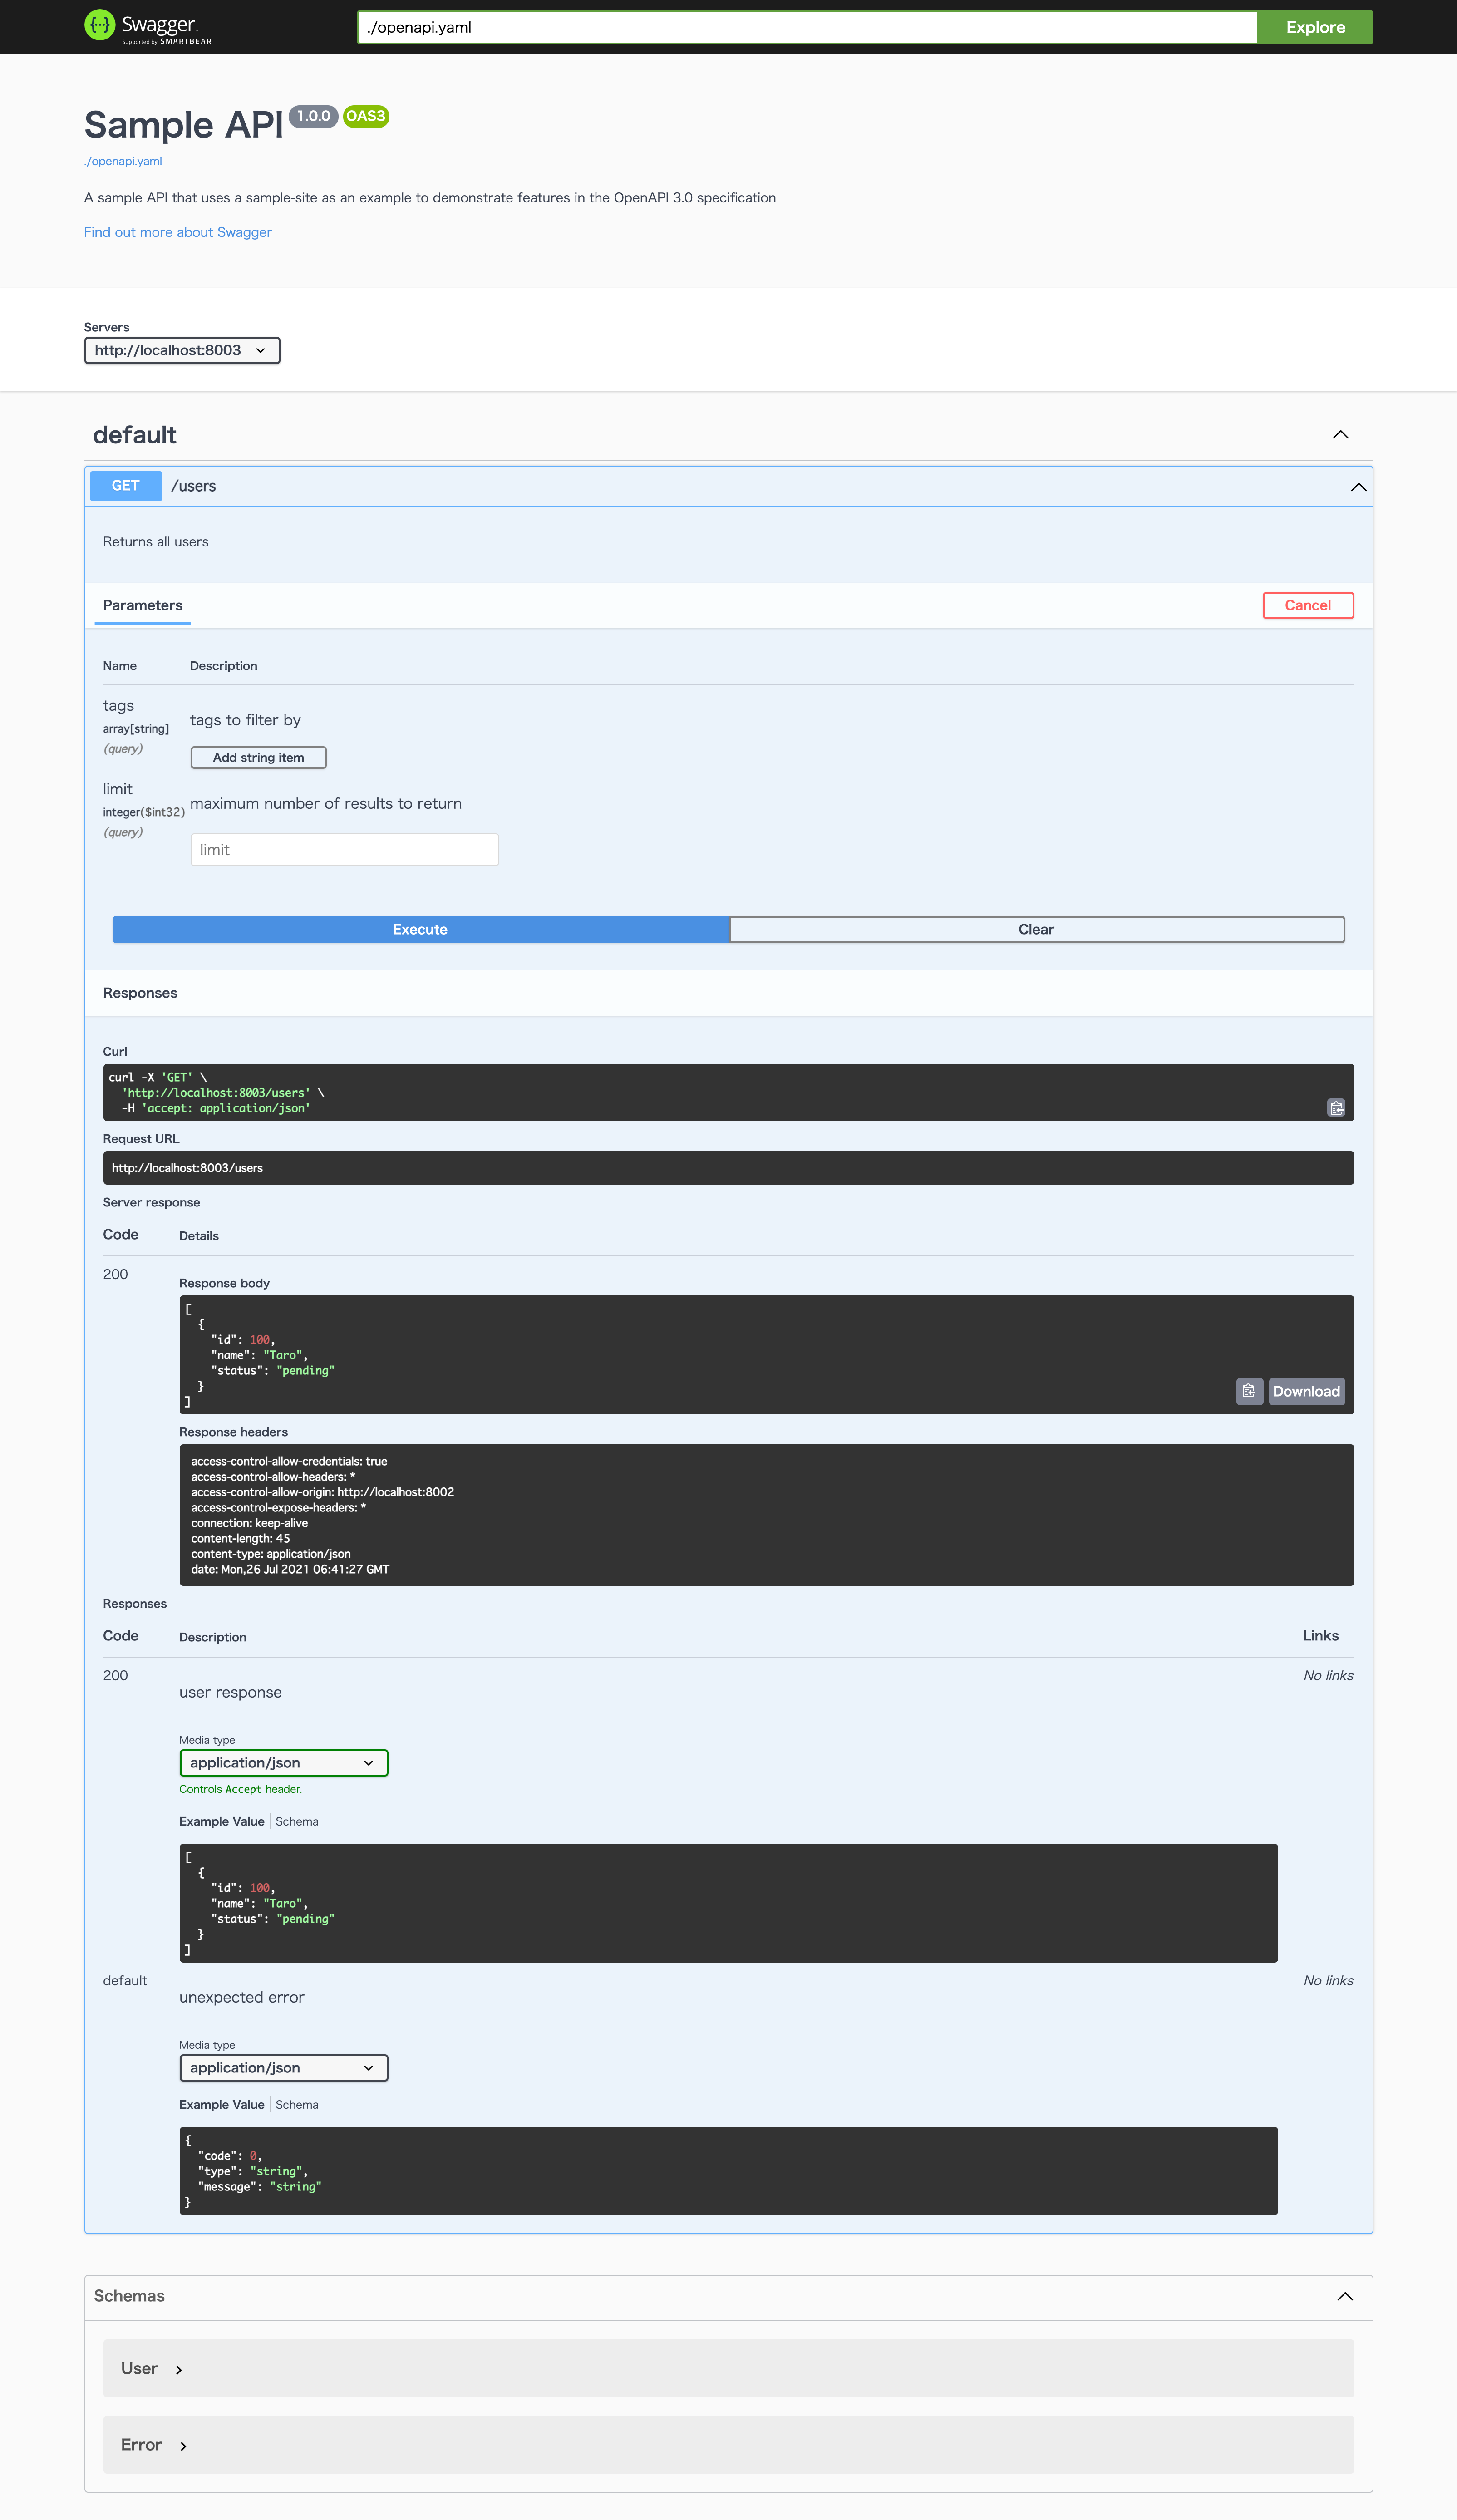 Swagger
Supported by SMARTBEAR
./openapi.yaml
Explore
Sample API 1.0.0 OAS3
./openapi.yaml
A sample API that uses a sample-site as an example to demonstrate features in the OpenAPI 3.0 specification
Find out more about Swagger
Servers
http://localhost:8003
default
GET /users
Returns all users
Parameters
Cancel
Name Description
tags
array[string]
(query)
tags to filter by
Add string item
limit
integer($int32)
(query)
maximum number of results to return
limit
Execute
Clear
Responses
Curl
curl -X 'GET' \
  'http://localhost:8003/users' \
  -H 'accept: application/json'
Request URL
http://localhost:8003/users
Server response
Code Details
200
Response body
[
  {
    "id": 100,
    "name": "Taro",
    "status": "pending"
  }
]
Download
Response headers
access-control-allow-credentials: true
access-control-allow-headers: *
access-control-allow-origin: http://localhost:8002
access-control-expose-headers: *
connection: keep-alive
content-length: 45
content-type: application/json
date: Mon,26 Jul 2021 06:41:27 GMT
Responses
Code Description Links
200
user response
No links
Media type
application/json
Controls Accept header.
Example Value Schema
[
  {
    "id": 100,
    "name": "Taro",
    "status": "pending"
  }
]
default
unexpected error
No links
Media type
application/json
Example Value Schema
{
  "code": 0,
  "type": "string",
  "message": "string"
}
Schemas
User
Error